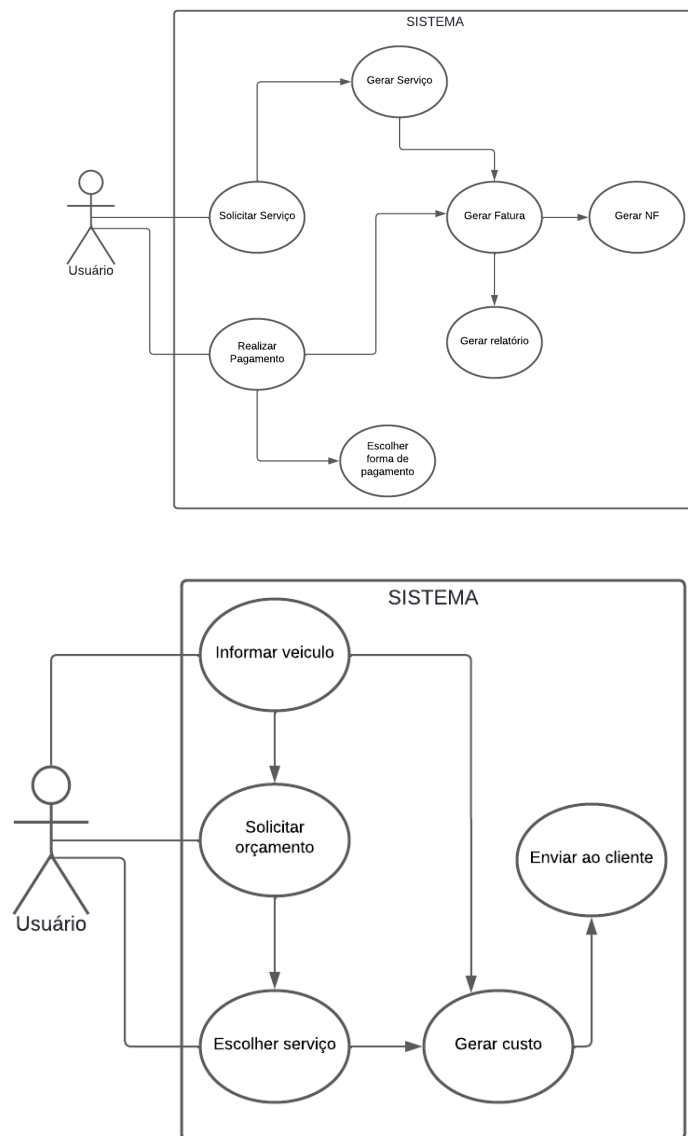 SISTEMA
Gerar Serviço
Solicitar Serviço
Gerar Fatura
Gerar NF
Usuário
Realizar
Pagamento
Gerar relatório
Escolher
forma de
pagamento
SISTEMA
Informar veiculo
Solicitar
orçamento
Enviar ao cliente
Usuário
Escolher serviço
Gerar custo